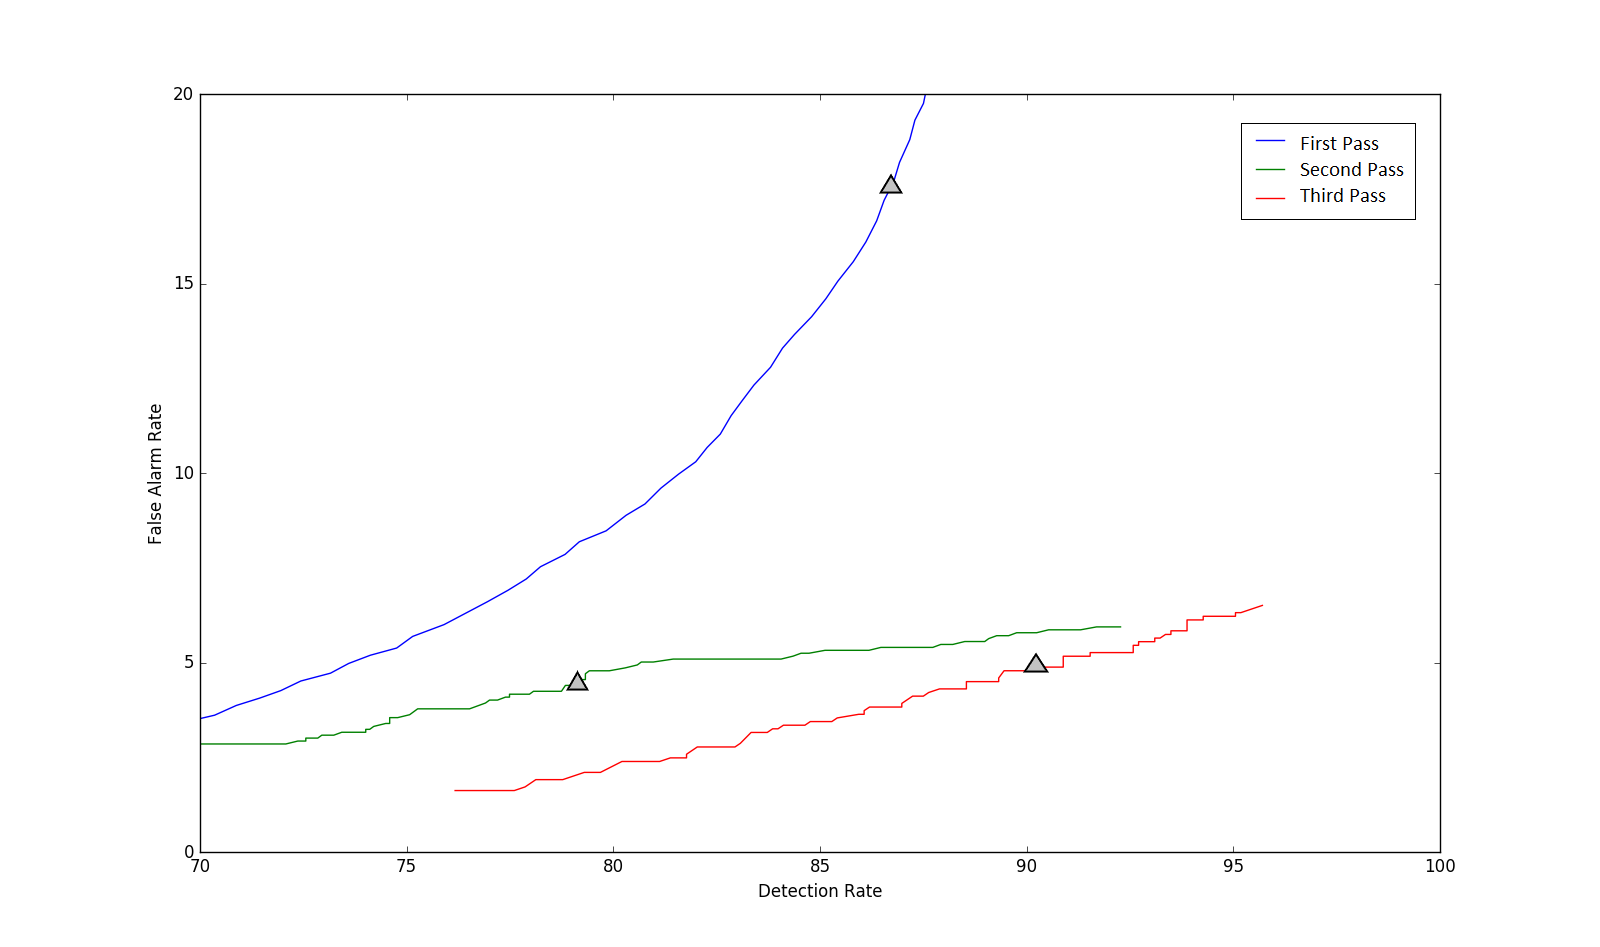 20
15
10
5
0
70 75 80 85 90 95 100
False Alarm Rate
Detection Rate
First Pass
Second Pass
Third Pass